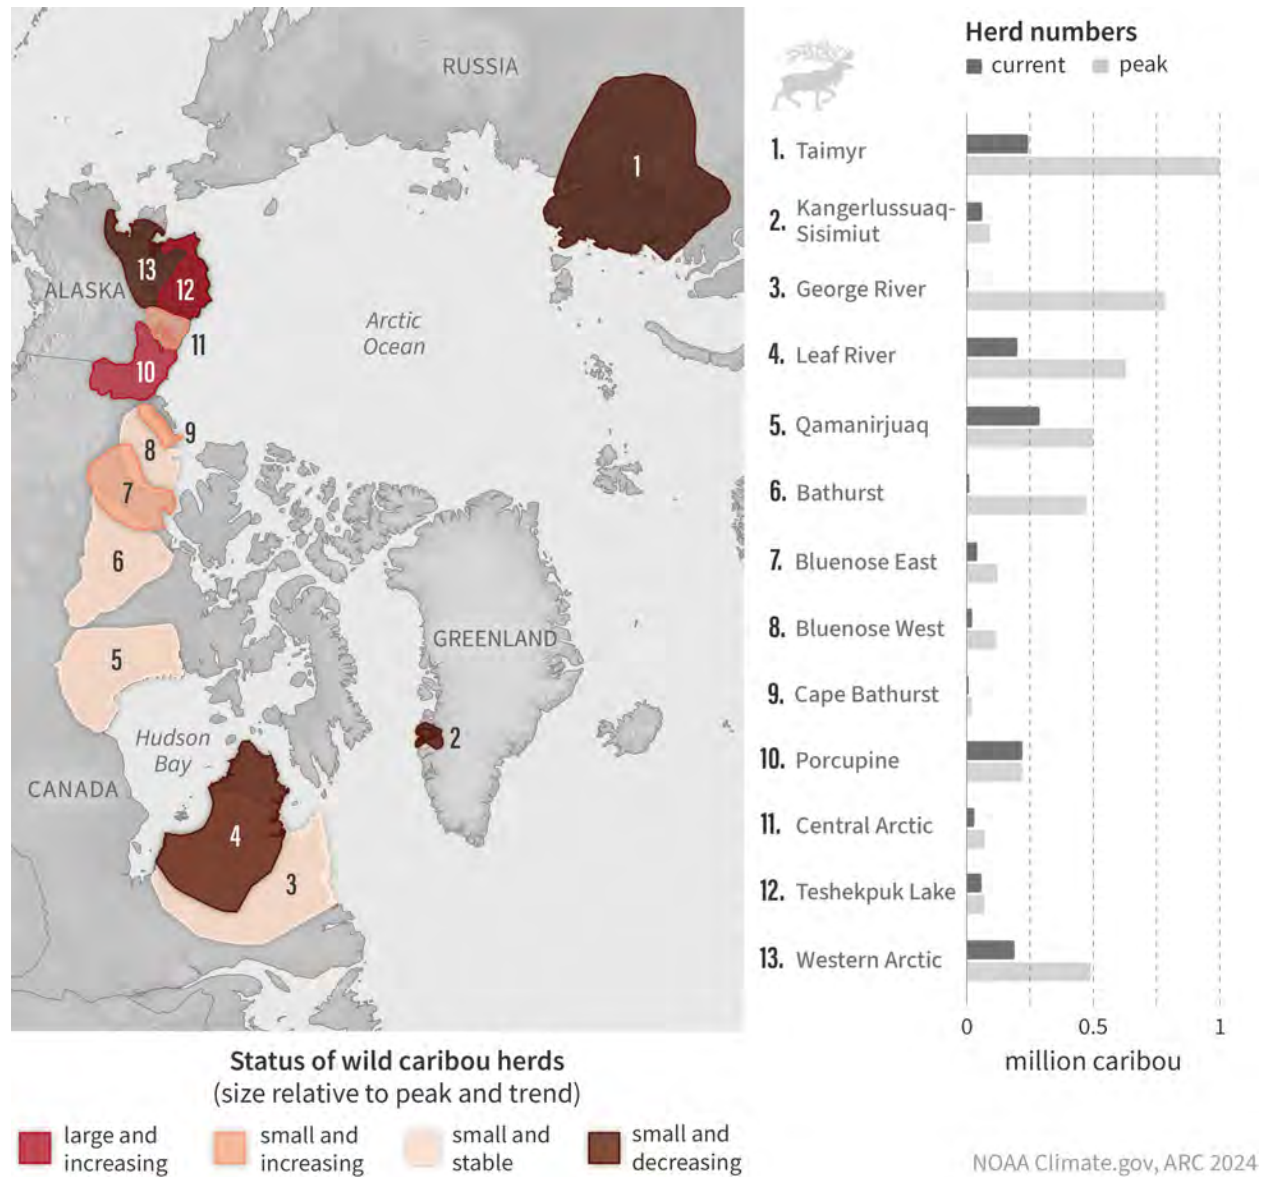 RUSSIA
1
13
12
ALASKA
11
10
Arctic
Ocean
9
8
7
6
5
GREENLAND
Hudson
Bay
2
CANADA
4
3
Status of wild caribou herds
(size relative to peak and trend)
large and
increasing
small and
increasing
small and
stable
small and
decreasing
Herd numbers
current peak
1. Taimyr
2. Kangerlussuaq-
Sisimiut
3. George River
4. Leaf River
5. Qamanirjuaq
6. Bathurst
7. Bluenose East
8. Bluenose West
9. Cape Bathurst
10. Porcupine
11. Central Arctic
12. Teshekpuk Lake
13. Western Arctic
0 0.5 1
million caribou
NOAA Climate.gov, ARC 2024